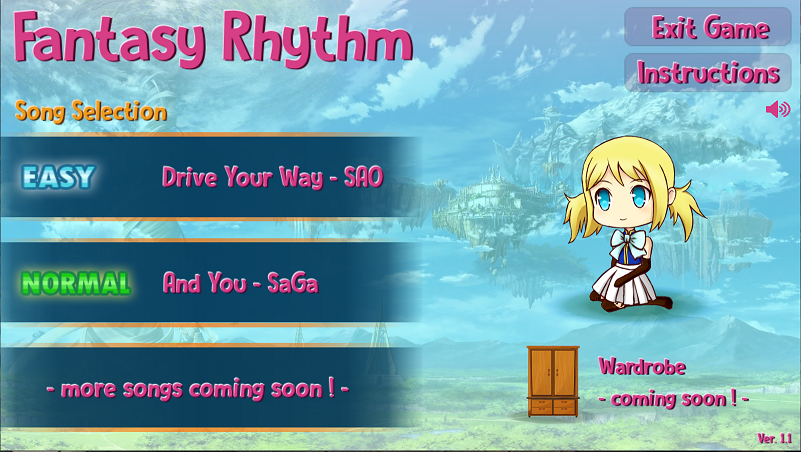 Fantasy Rhythm
Exit Game
Instructions
Song Selection
EASY Drive Your Way - SAO
NORMAL And You - SaGa
- more songs coming soon ! -
Wardrobe
- coming soon ! -
Ver. 1.1